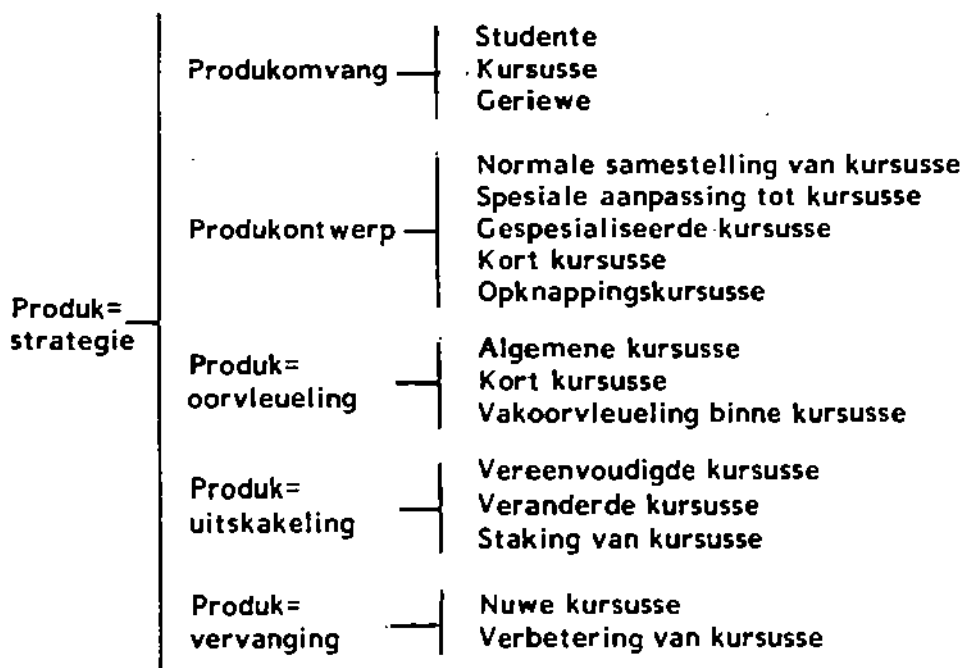 Produk=
strategie
Produkomvang
Studente
Kursusse
Geriewe
Produkontwerp
Normale samestelling van kursusse
Spesiale aanpassing tot kursusse
Gespesialiseerde kursusse
Kort kursusse
Opknappingskursusse
Produk=
oorvleueling
Algemene kursusse
Kort kursusse
Vakoorvleueling binne kursusse
Produk=
uitskakeling
Vereenvoudigde kursusse
Veranderde kursusse
Staking van kursusse
Produk=
vervanging
Nuwe kursusse
Verbetering van kursusse